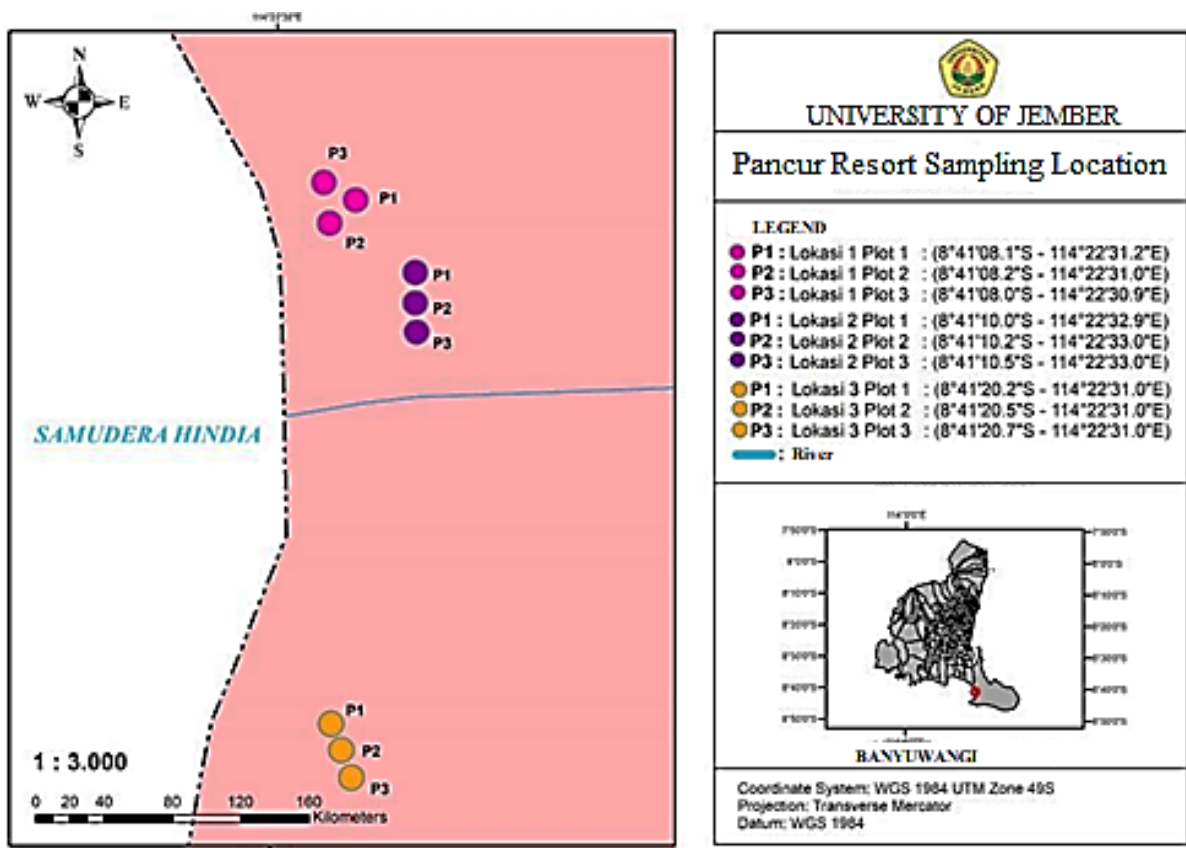 N
W E
S
P3
P1
P2
P1
P2
P3
SAMUDERA HINDIA
P1
P2
P3
1 : 3.000
0 20 40 80 120 160
Kilometers
UNIVERSITY OF JEMBER
Pancur Resort Sampling Location
LEGEND
P1 : Lokasi 1 Plot 1 : (8°41'08.1"S - 114°22'31.2"E)
P2 : Lokasi 1 Plot 2 : (8°41'08.2"S - 114°22'31.0"E)
P3 : Lokasi 1 Plot 3 : (8°41'08.0"S - 114°22'30.9"E)
P1 : Lokasi 2 Plot 1 : (8°41'10.0"S - 114°22'32.9"E)
P2 : Lokasi 2 Plot 2 : (8°41'10.2"S - 114°22'33.0"E)
P3 : Lokasi 2 Plot 3 : (8°41'10.5"S - 114°22'33.0"E)
P1 : Lokasi 3 Plot 1 : (8°41'20.2"S - 114°22'31.0"E)
P2 : Lokasi 3 Plot 2 : (8°41'20.5"S - 114°22'31.0"E)
P3 : Lokasi 3 Plot 3 : (8°41'20.7"S - 114°22'31.0"E)
: River
BANYUWANGI
Coordinate System: WGS 1984 UTM Zone 49S
Projection: Transverse Mercator
Datum: WGS 1984